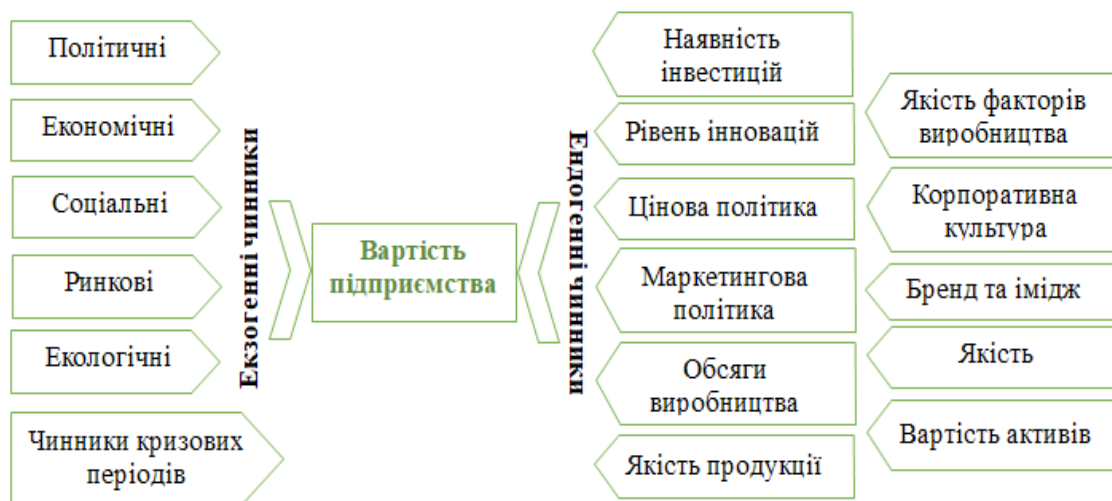 Політичні
Економічні
Соціальні
Ринкові
Екологічні
Чинники кризових
періодів
Екзогенні чинники
Вартість
підприємства
Ендогенні чинники
Наявність
інвестицій
Рівень інновацій
Цінова політика
Маркетингова
політика
Обсяги
виробництва
Якість продукції
Якість факторів
виробництва
Корпоративна
культура
Бренд та імідж
Якість
Вартість активів